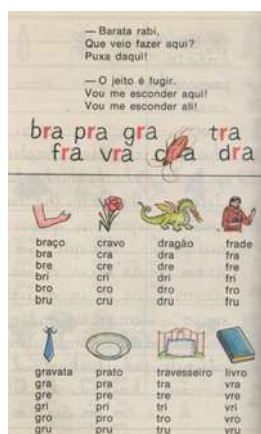 — Barata rabi,
Que veio fazer aqui?
Puxa daqui!
— O jeito é fugir.
Vou me esconder aqui!
Vou me esconder ali!
bra pra gra tra
fra vra cra dra
braço cravo dragão frade
bra cra dra fra
bre cre dre fre
bri cri dri fri
bro cro dro fro
bru cru dru fru
gravata prato travesseiro livro
gra pra tra vra
gre pre tre vre
gri pri tri vri
gro pro tro vro
gru pru tru vru